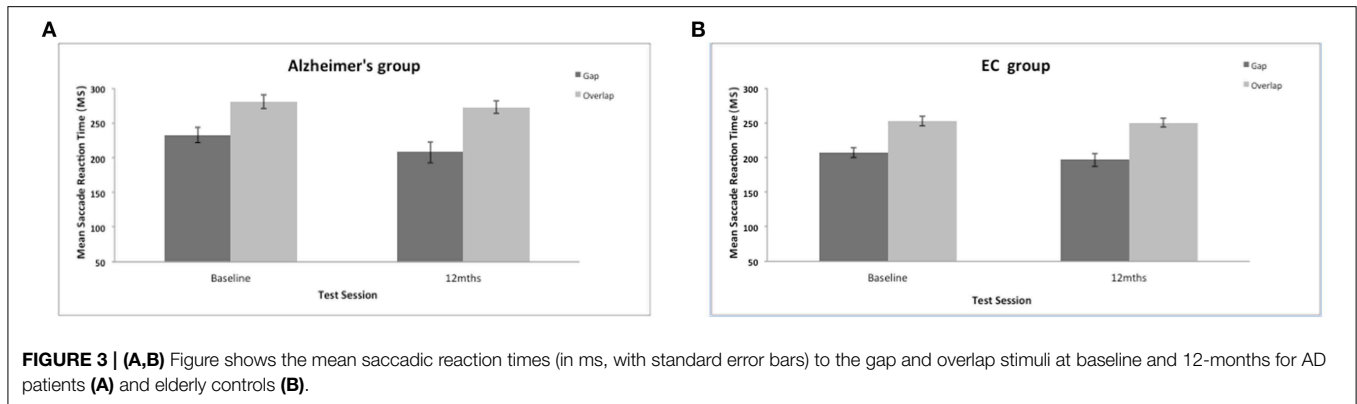 A
Alzheimer's group
Gap
Overlap
Mean Saccade Reaction Time (MS)
300
250
200
150
100
50
Baseline
12mths
Test Session
B
EC group
Gap
Overlap
Mean Saccade Reaction Time (MS)
300
250
200
150
100
50
Baseline
12mths
Test Session
FIGURE 3 | (A,B) Figure shows the mean saccadic reaction times (in ms, with standard error bars) to the gap and overlap stimuli at baseline and 12-months for AD
patients (A) and elderly controls (B).